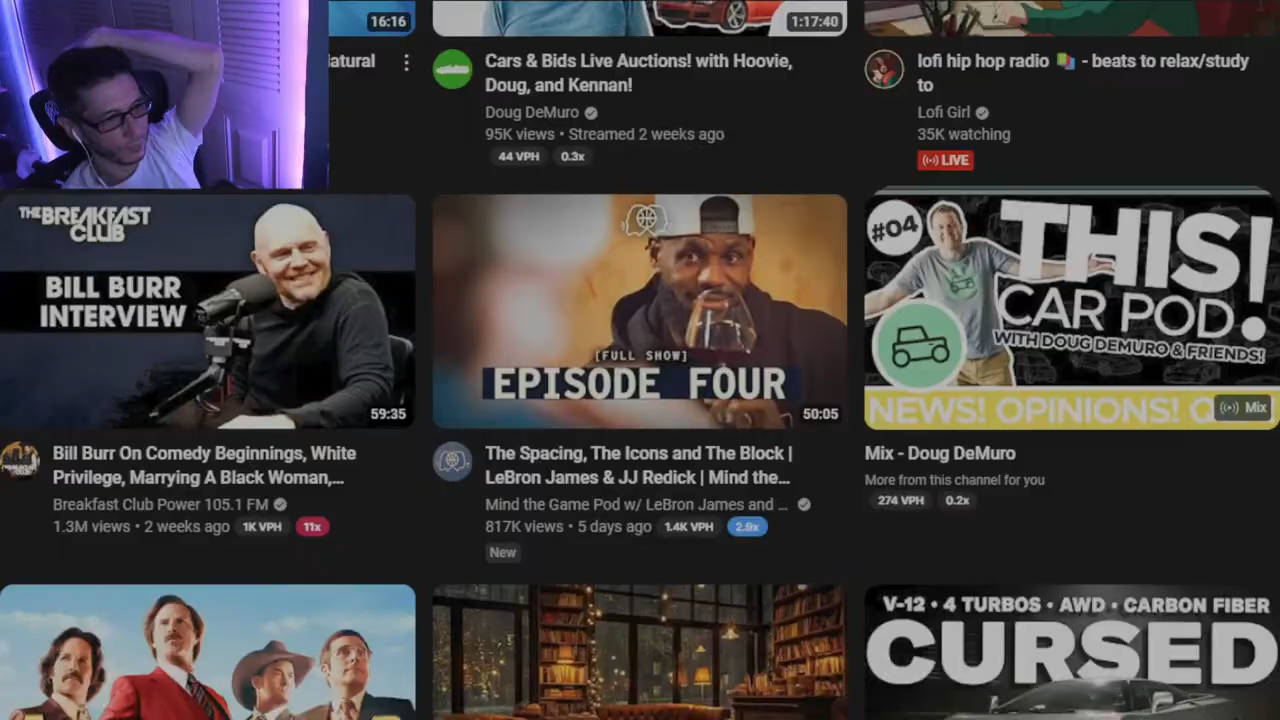 16:16
atural
1:17:40
Cars & Bids Live Auctions! with Hoovie,
Doug, and Kennan!
Doug DeMuro
95K views • Streamed 2 weeks ago
44 VPH 0.3x
lofi hip hop radio 📚 - beats to relax/study
to
Lofi Girl
35K watching
LIVE
THE BREAKFAST
CLUB
BILL BURR
INTERVIEW
59:35
Bill Burr On Comedy Beginnings, White
Privilege, Marrying A Black Woman,...
Breakfast Club Power 105.1 FM
1.3M views • 2 weeks ago 1K VPH 11x
[FULL SHOW]
EPISODE FOUR
50:05
The Spacing, The Icons and The Block |
LeBron James & JJ Redick | Mind the...
Mind the Game Pod w/ LeBron James and ...
817K views • 5 days ago 1.4K VPH 2.9x
New
#04
THIS!
CAR POD!
WITH DOUG DEMURO & FRIENDS!
NEWS! OPINIONS! Q
Mix
Mix - Doug DeMuro
More from this channel for you
274 VPH 0.2x
V-12 • 4 TURBOS • AWD • CARBON FIBER
CURSED